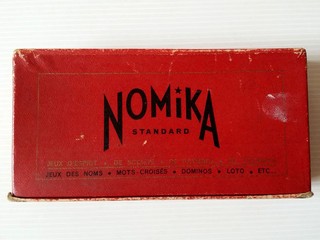 NOMiKA
STANDARD
JEUX DES NOMS • MOTS CROISÉS • DOMINOS • LOTO • ETC...